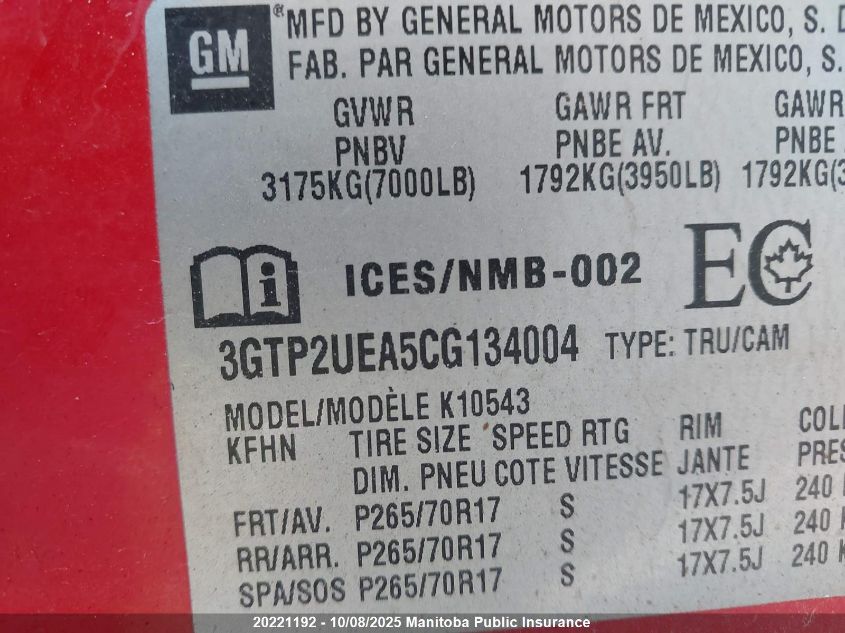 GM
®MFD BY GENERAL MOTORS DE MEXICO, S.
FAB. PAR GENERAL MOTORS DE MEXICO, S.
GVWR GAWR FRT GAWR
PNBV PNBE AV. PNBE
3175KG(7000LB) 1792KG(3950LB) 1792KG(3
ICES/NMB-002 EC
3GTP2UEA5CG134004 TYPE: TRU/CAM
MODEL/MODÈLE K10543
KFHN TIRE SIZE SPEED RTG RIM COL
DIM. PNEU COTE VITESSE JANTE PRES
FRT/AV. P265/70R17 S 17X7.5J 240
RR/ARR. P265/70R17 S 17X7.5J 240
SPA/SOS P265/70R17 S 17X7.5J 240 K
20221192 - 10/08/2025 Manitoba Public Insurance